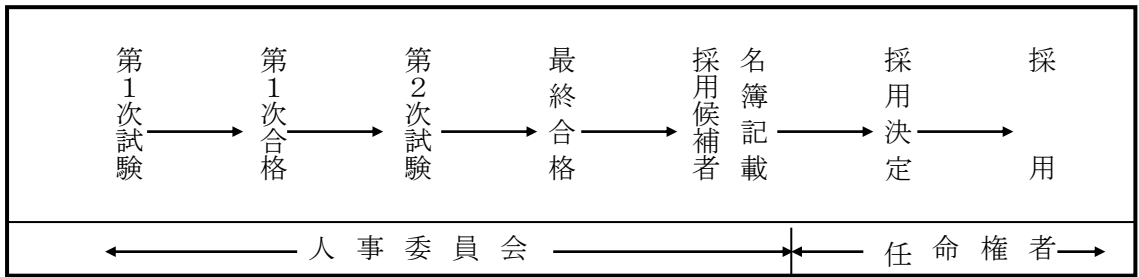 第１次試験
第１次合格
第２次試験
最終合格
採用候補者
名簿記載
採用決定
採用
人事委員会
任命権者